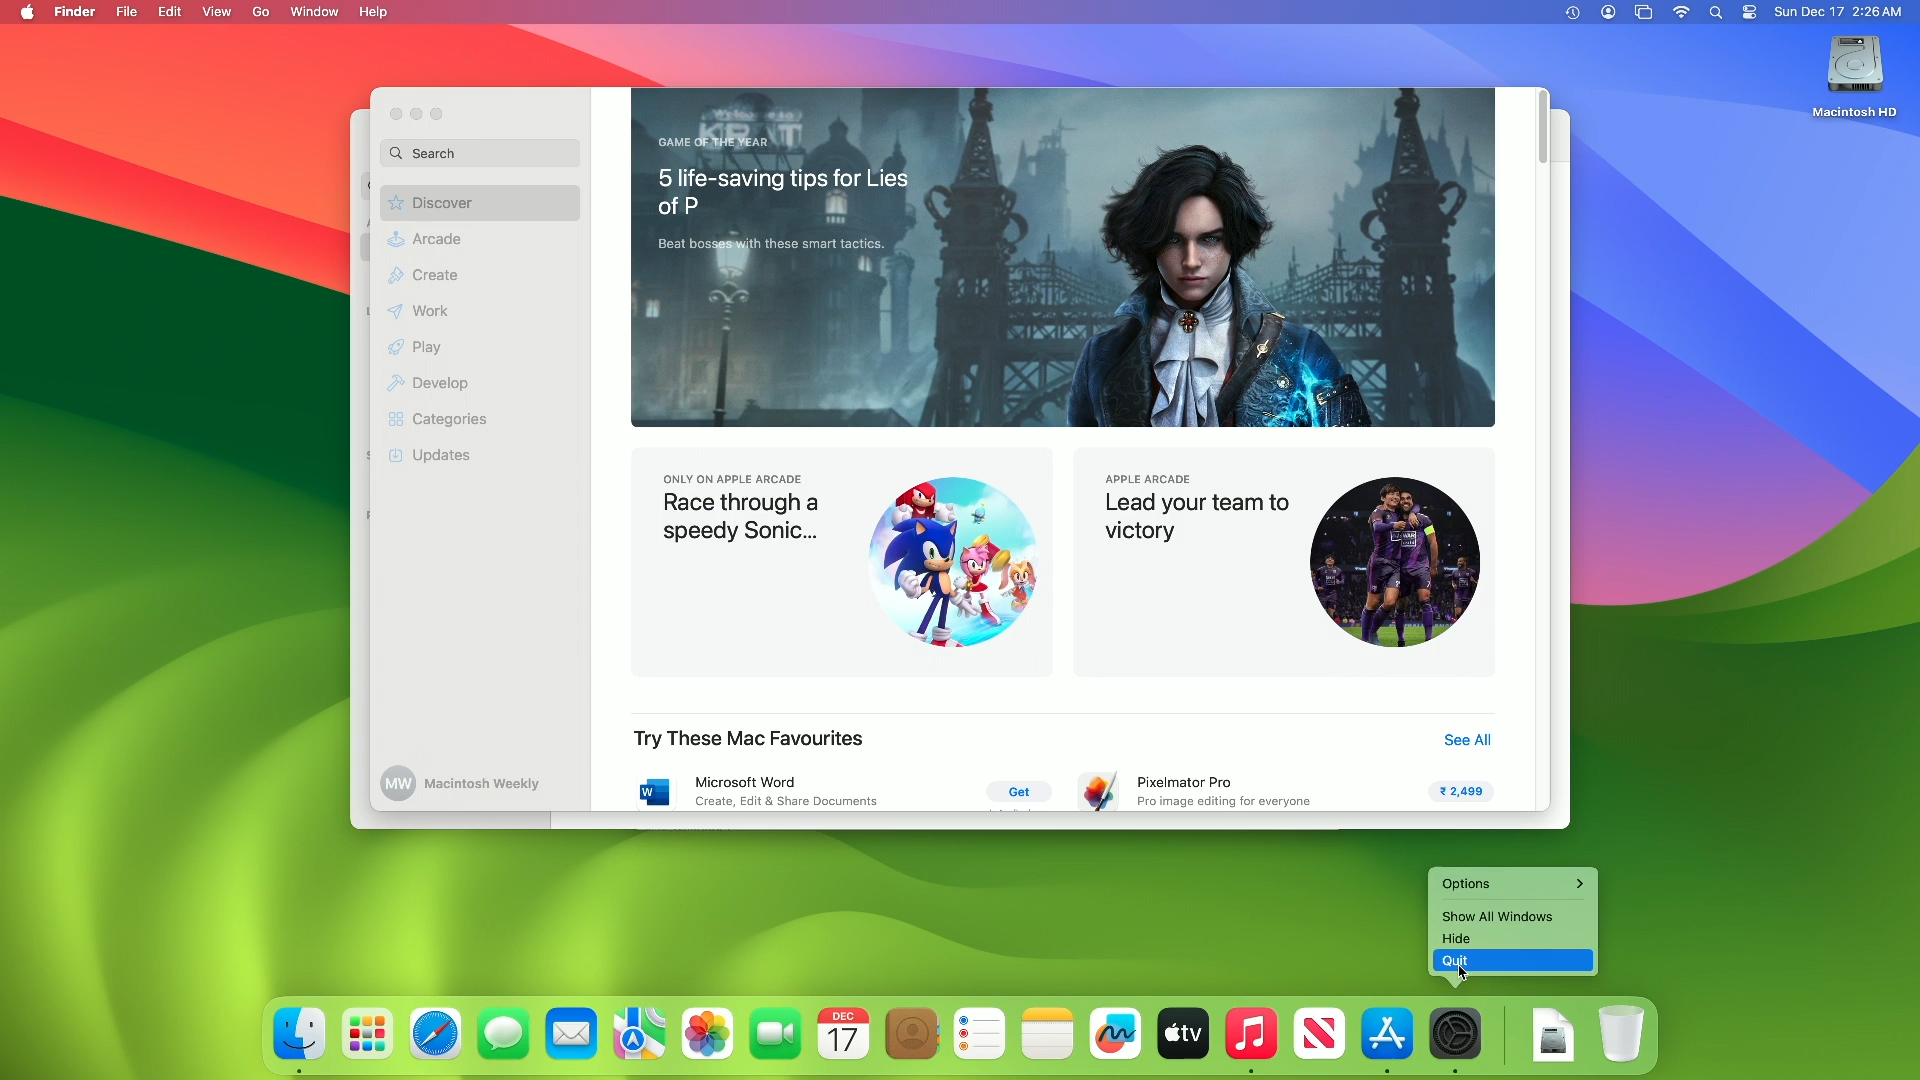 Finder File Edit View Go Window Help
Sun Dec 17 2:26 AM
Macintosh HD
Search
Discover
Arcade
Create
Work
Play
Develop
Categories
Updates
MW Macintosh Weekly
GAME OF THE YEAR
5 life-saving tips for Lies
of P
Beat bosses with these smart tactics.
ONLY ON APPLE ARCADE
Race through a
speedy Sonic...
APPLE ARCADE
Lead your team to
victory
Try These Mac Favourites
See All
W
Microsoft Word
Create, Edit & Share Documents
Get
Pixelmator Pro
Pro image editing for everyone
₹ 2,499
Options
Show All Windows
Hide
Quit
DEC
17
tv